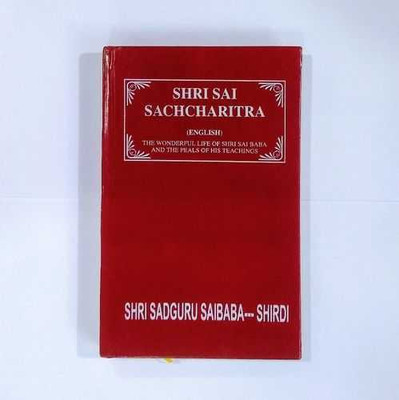 SHRI SAI
SACHCHARITRA
(ENGLISH)
THE WONDERFUL LIFE OF SHRI SAI BABA
AND THE PEALS OF HIS TEACHINGS
SHRI SADGURU SAIBABA--- SHIRDI